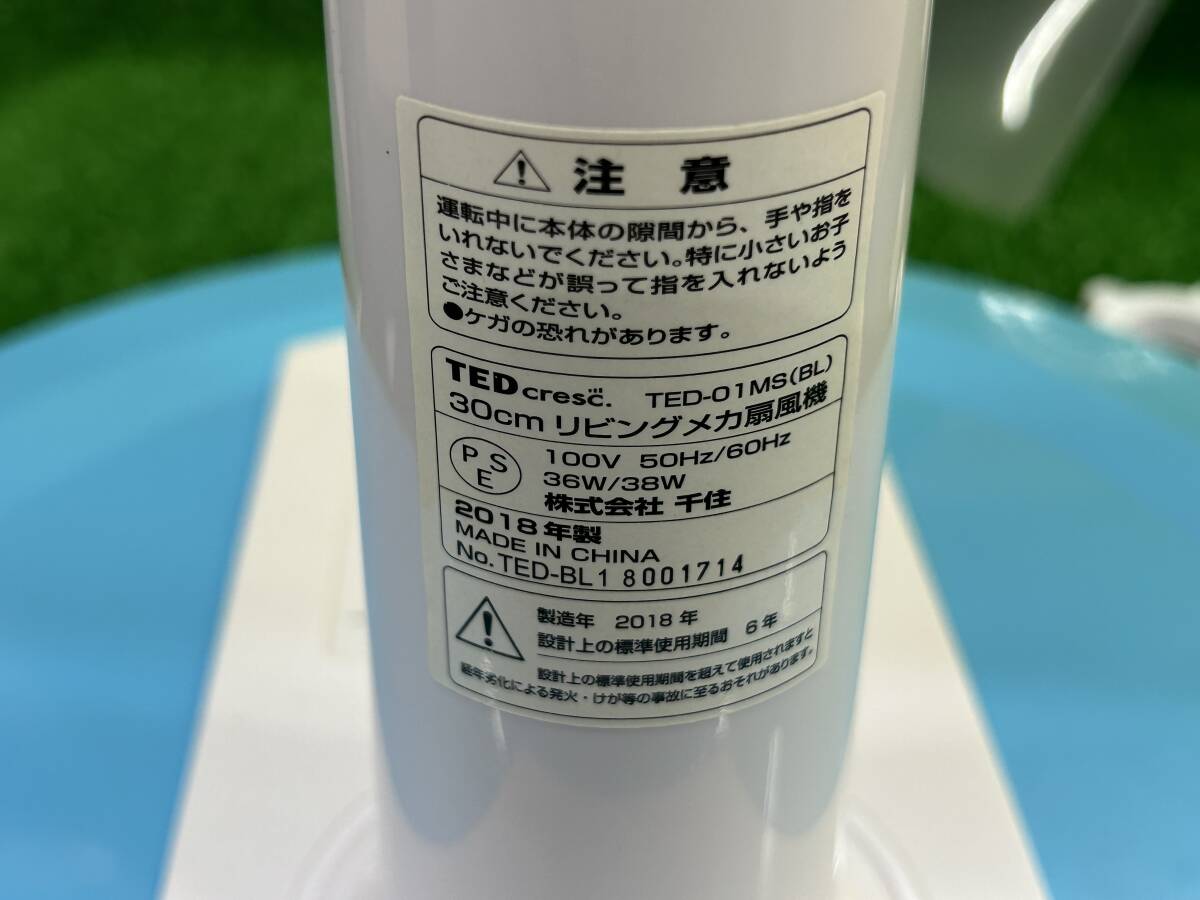 注意
運転中に本体の隙間から、手や指を
いれないでください。特に小さいお子
さまなどが誤って指を入れないよう
ご注意ください。
●ケガの恐れがあります。
TED cresc. TED-01MS(BL)
30cm リビングメカ扇風機
PSE
100V 50Hz/60Hz
36W/38W
株式会社 千住
2018年製
MADE IN CHINA
No. TED-BL1 8001714
製造年 2018年
設計上の標準使用期間 6年
設計上の標準使用期間を超えて使用されますと
経年劣化による発火・けが等の事故に至るおそれがあります。